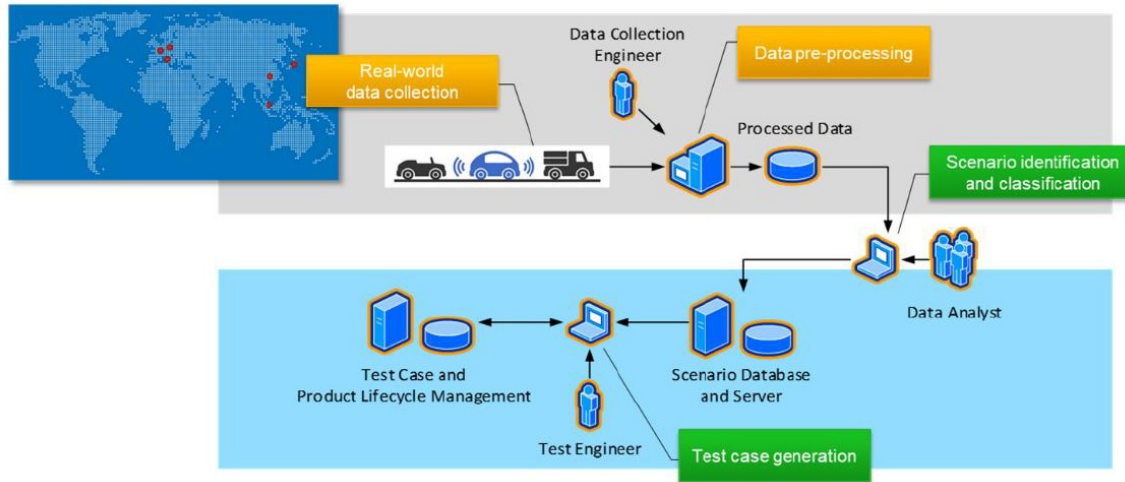 Real-world
data collection
Data Collection
Engineer
Data pre-processing
Processed Data
Scenario identification
and classification
Data Analyst
Test Case and
Product Lifecycle Management
Test Engineer
Scenario Database
and Server
Test case generation